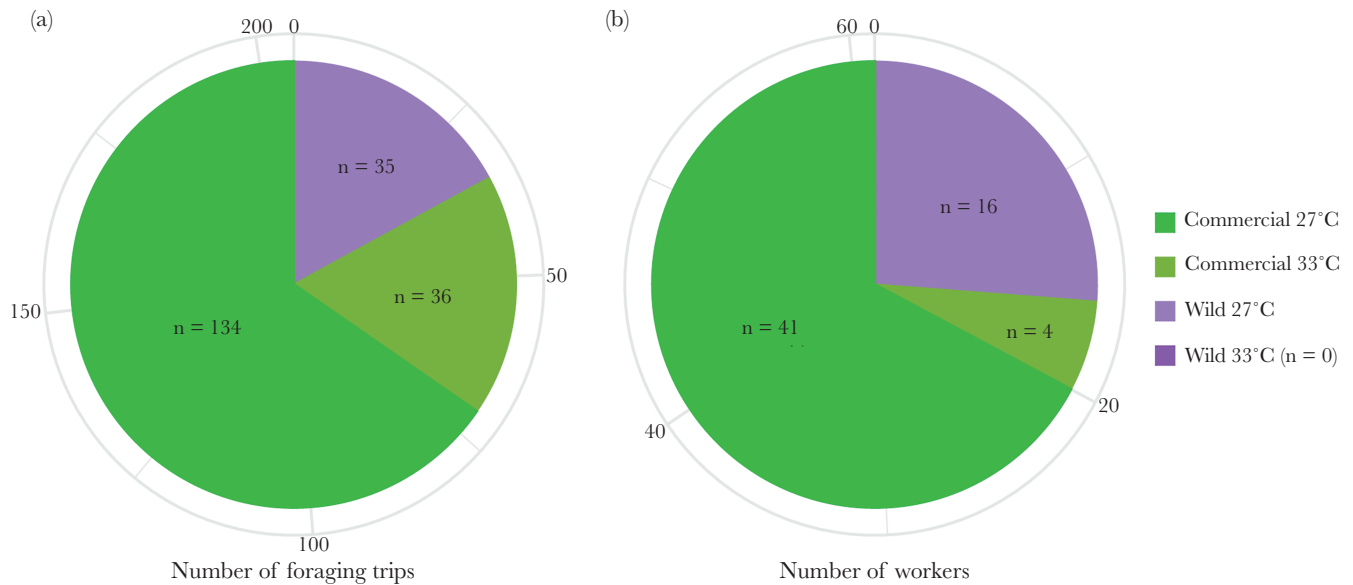 (a)
200 0
n = 35
50
n = 36
150
n = 134
100
Number of foraging trips
(b)
60 0
n = 16
n = 4
n = 41
20
40
Number of workers
Commercial 27°C
Commercial 33°C
Wild 27°C
Wild 33°C (n = 0)